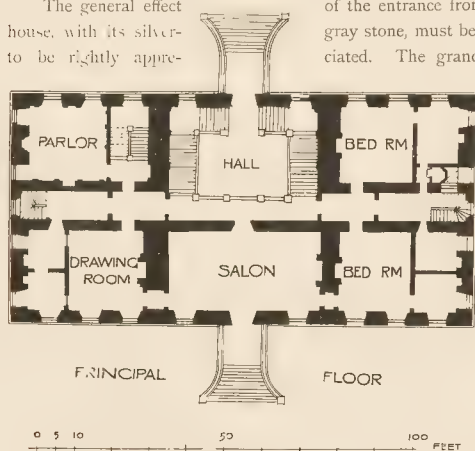 The general effect of the entrance fron
house, with its silver- gray stone, must be
to be rightly appre- ciated. The grand
PARLOR
HALL
BED RM
DRAWING ROOM
SALON
BED RM
PRINCIPAL FLOOR
0 5 10 50 100 FEET